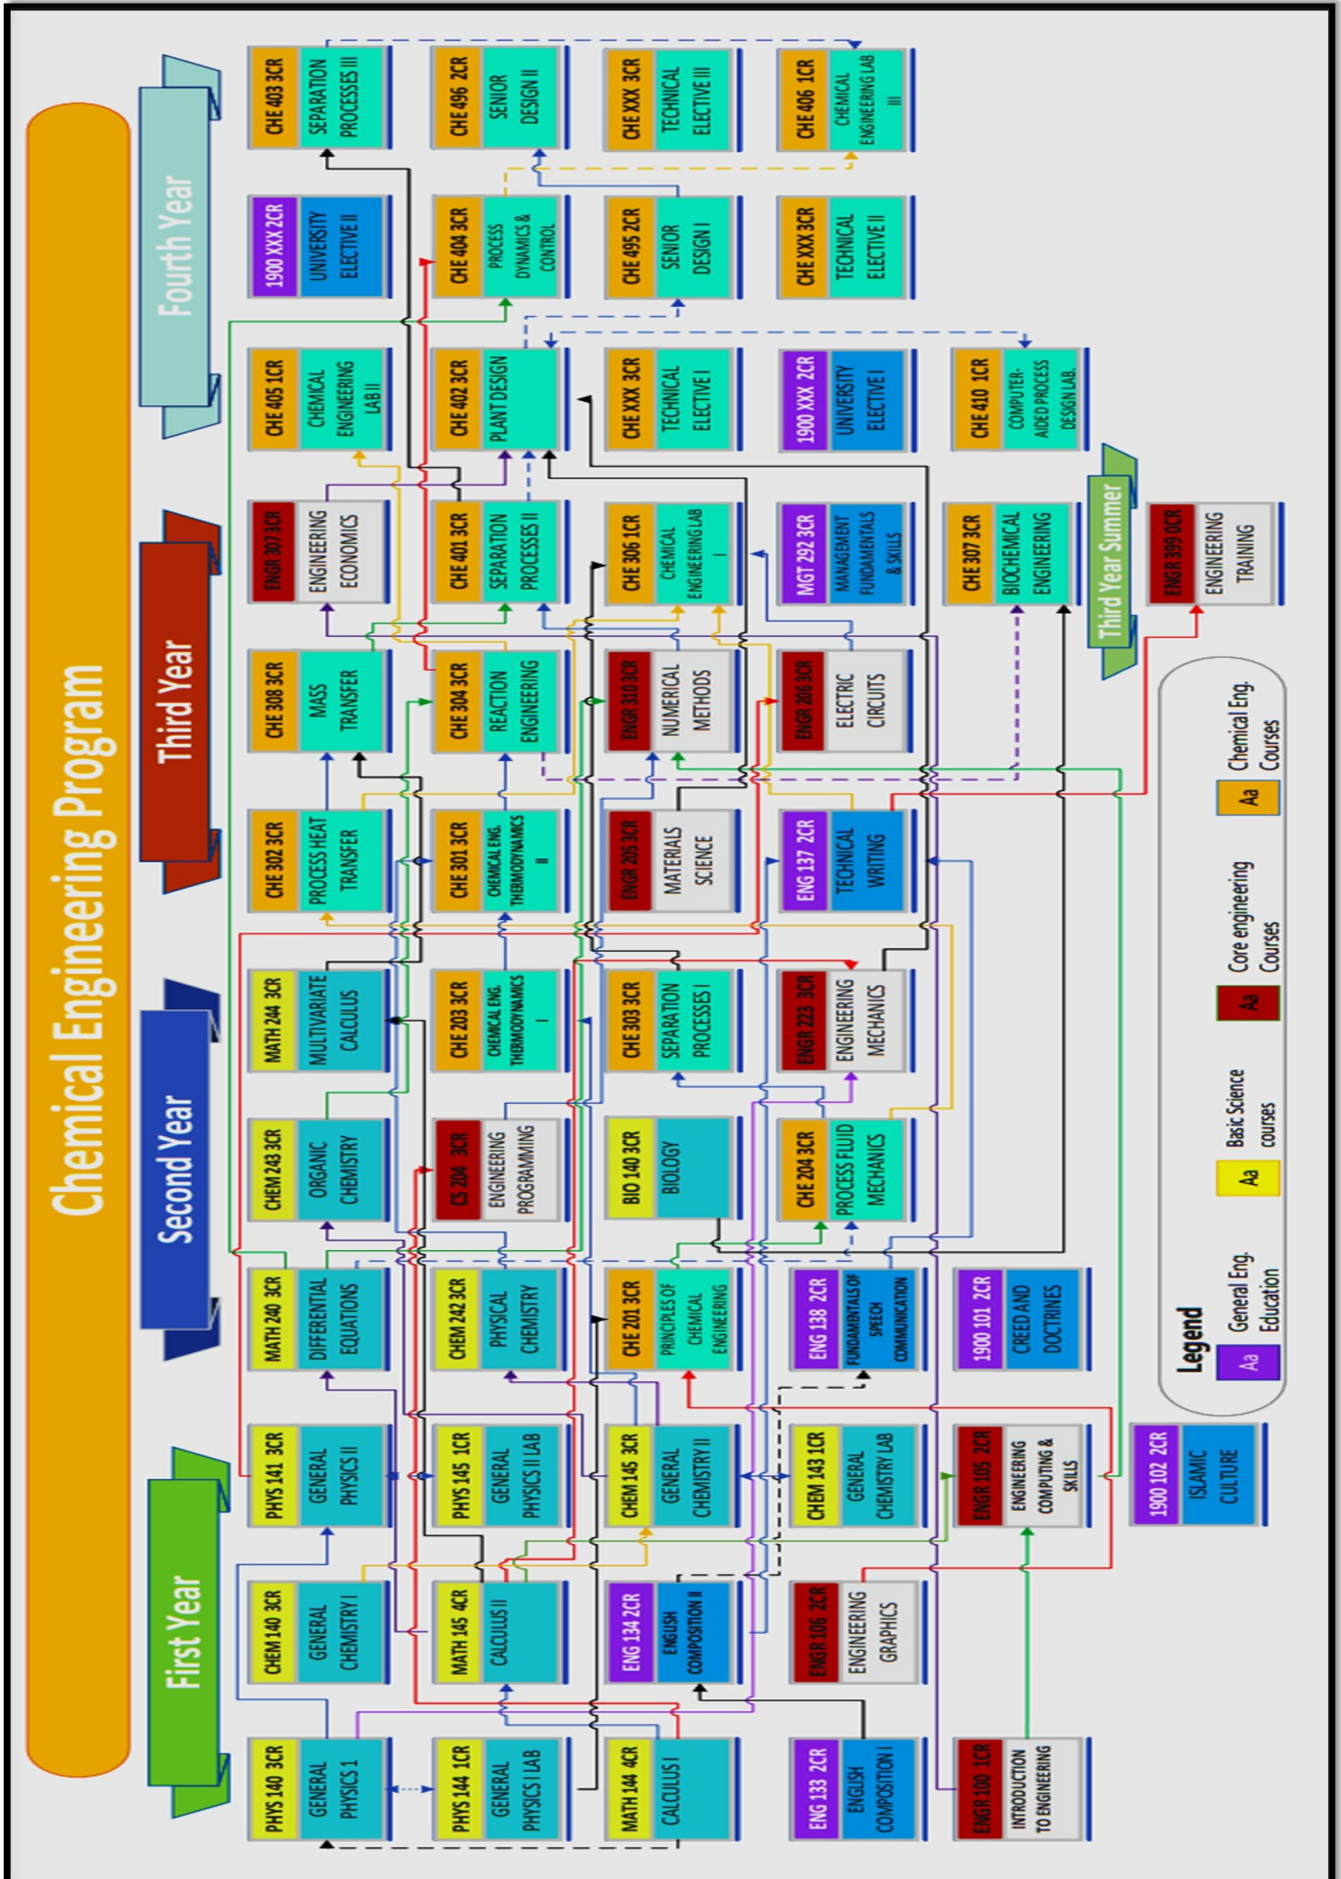 Chemical Engineering Program
First Year
Second Year
Third Year
Fourth Year
PHYS 140 3CR
GENERAL
PHYSICS 1
PHYS 144 1CR
GENERAL
PHYSICS I LAB
MATH 144 4CR
CALCULUS I
ENG 133 2CR
ENGLISH
COMPOSITION I
ENGR 100 1CR
INTRODUCTION
TO ENGINEERING
CHEM 140 3CR
GENERAL
CHEMISTRY I
MATH 145 4CR
CALCULUS II
ENG 134 2CR
ENGLISH
COMPOSITION II
ENGR 106 2CR
ENGINEERING
GRAPHICS
PHYS 141 3CR
GENERAL
PHYSICS II
PHYS 145 1CR
GENERAL
PHYSICS II LAB
CHEM 145 3CR
GENERAL
CHEMISTRY II
CHEM 143 1CR
GENERAL
CHEMISTRY LAB
ENGR 105 2CR
ENGINEERING
COMPUTING &
SKILLS
1900 102 2CR
ISLAMIC
CULTURE
MATH 240 3CR
DIFFERENTIAL
EQUATIONS
CHEM 242 3CR
PHYSICAL
CHEMISTRY
CHE 201 3CR
PRINCIPLES OF
CHEMICAL
ENGINEERING
ENG 138 2CR
FUNDAMENTALS OF
SPEECH
COMMUNICATION
1900 101 2CR
CREED AND
DOCTRINES
CHEM 243 3CR
ORGANIC
CHEMISTRY
CS 204 3CR
ENGINEERING
PROGRAMMING
BIO 140 3CR
BIOLOGY
CHE 204 3CR
PROCESS FLUID
MECHANICS
MATH 244 3CR
MULTIVARIATE
CALCULUS
CHE 203 3CR
CHEMICAL ENG.
THERMODYNAMICS
I
CHE 303 3CR
SEPARATION
PROCESSES I
ENGR 223 3CR
ENGINEERING
MECHANICS
CHE 302 3CR
PROCESS HEAT
TRANSFER
CHE 301 3CR
CHEMICAL ENG.
THERMODYNAMICS
II
ENGR 205 3CR
MATERIALS
SCIENCE
ENG 137 2CR
TECHNICAL
WRITING
CHE 308 3CR
MASS
TRANSFER
CHE 304 3CR
REACTION
ENGINEERING
ENGR 310 3CR
NUMERICAL
METHODS
ENGR 206 3CR
ELECTRIC
CIRCUITS
ENGR 307 3CR
ENGINEERING
ECONOMICS
CHE 401 3CR
SEPARATION
PROCESSES II
CHE 306 1CR
CHEMICAL
ENGINEERING LAB
I
MGT 292 3CR
MANAGEMENT
FUNDAMENTALS
& SKILLS
CHE 307 3CR
BIOCHEMICAL
ENGINEERING
Third Year Summer
ENGR 399 0CR
ENGINEERING
TRAINING
CHE 405 1CR
CHEMICAL
ENGINEERING
LAB II
CHE 402 3CR
PLANT DESIGN
CHE XXX 3CR
TECHNICAL
ELECTIVE I
1900 XXX 2CR
UNIVERSITY
ELECTIVE I
CHE 410 1CR
COMPUTER-
AIDED PROCESS
DESIGN LAB.
1900 XXX 2CR
UNIVERSITY
ELECTIVE II
CHE 404 3CR
PROCESS
DYNAMICS &
CONTROL
CHE 495 2CR
SENIOR
DESIGN I
CHE XXX 3CR
TECHNICAL
ELECTIVE II
CHE 403 3CR
SEPARATION
PROCESSES III
CHE 496 2CR
SENIOR
DESIGN II
CHE XXX 3CR
TECHNICAL
ELECTIVE III
CHE 406 1CR
CHEMICAL
ENGINEERING LAB
III
Legend
Aa
General Eng.
Education
Aa
Basic Science
courses
Aa
Core engineering
Courses
Aa
Chemical Eng.
Courses